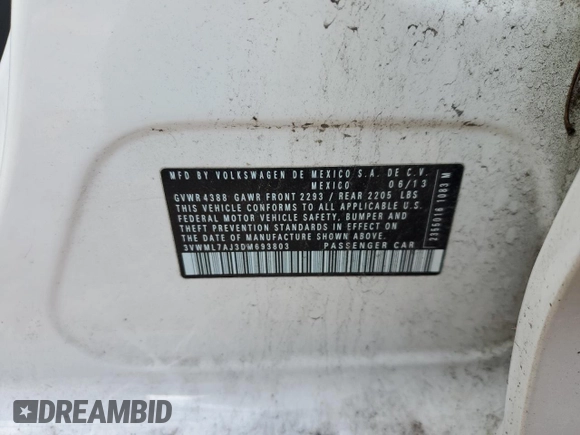 MFD BY VOLKSWAGEN DE MEXICO S.A. DE C.V.
MEXICO 06/13
GVWR 4388 GAWR FRONT 2293 / REAR 2205 LBS
THIS VEHICLE CONFORMS TO ALL APPLICABLE U.S.
FEDERAL MOTOR VEHICLE SAFETY, BUMPER AND
THEFT PREVENTION STANDARDS IN EFFECT ON
THE DATE OF MANUFACTURE SHOWN ABOVE.
3VWML7AJ3DM693803 PASSENGER CAR
2355018 1083 M
DREAMBID